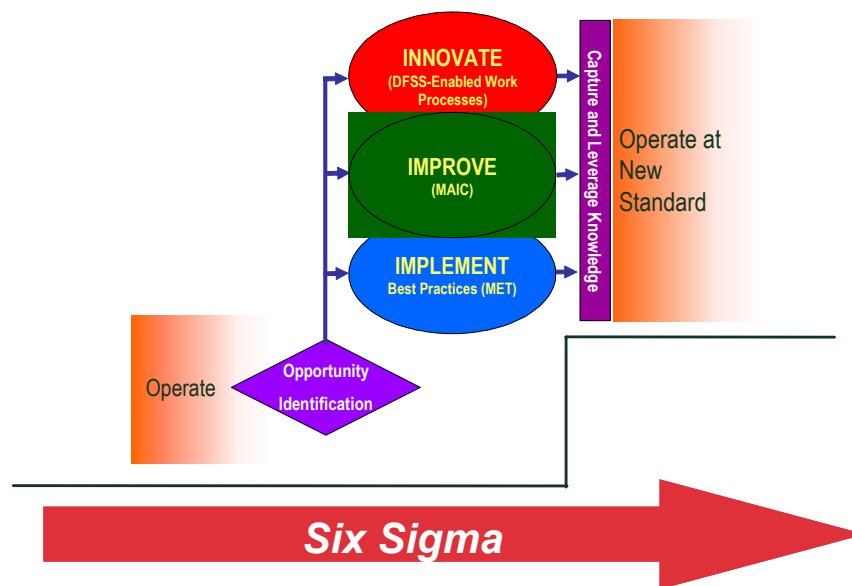 INNOVATE
(DFSS-Enabled Work
Processes)
IMPROVE
(MAIC)
IMPLEMENT
Best Practices (MET)
Capture and Leverage Knowledge
Operate at
New
Standard
Operate
Opportunity
Identification
Six Sigma